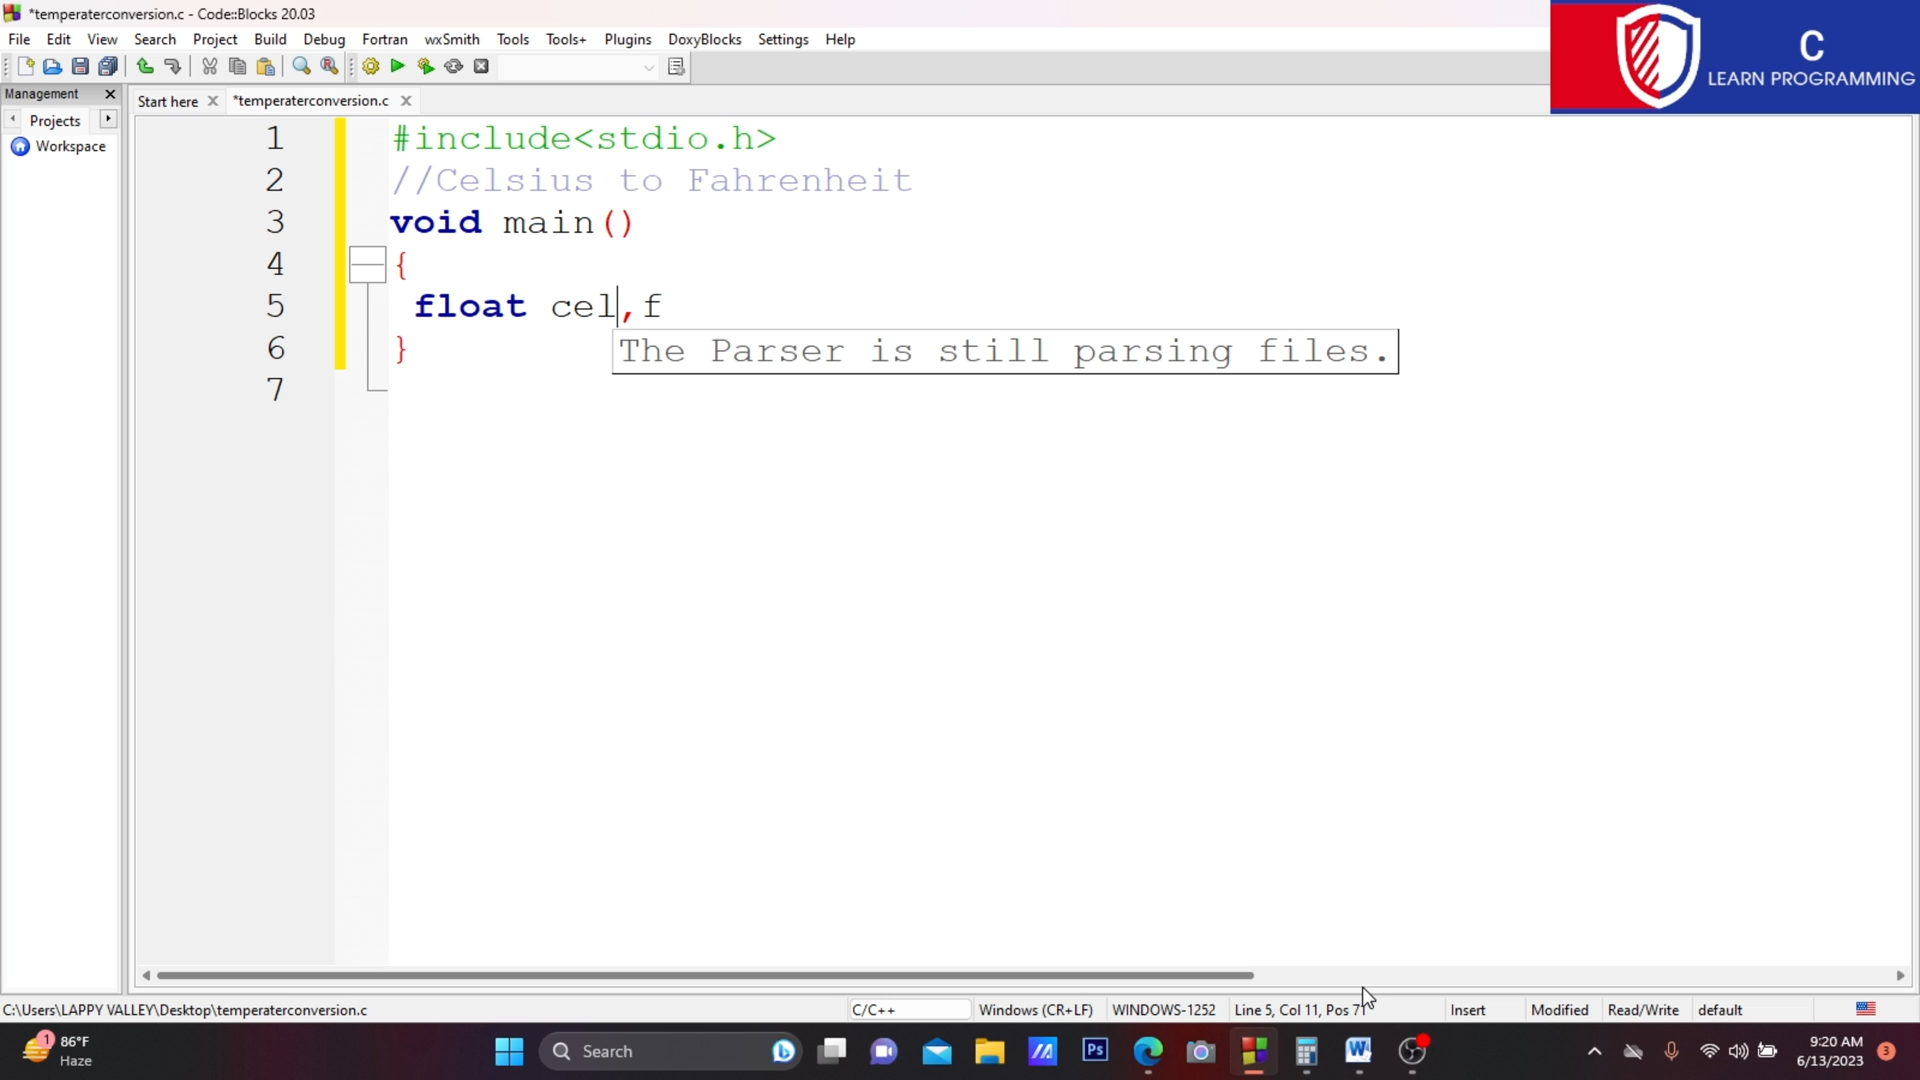 *temperaterconversion.c - Code::Blocks 20.03
File Edit View Search Project Build Debug Fortran wxSmith Tools Tools+ Plugins DoxyBlocks Settings Help
C
LEARN PROGRAMMING
Management
Start here *temperaterconversion.c
Projects
Workspace
1 #include<stdio.h>
2 //Celsius to Fahrenheit
3 void main()
4 {
5 float cel,f
6 }
The Parser is still parsing files.
7
C:\Users\LAPPY VALLEY\Desktop\temperaterconversion.c C/C++ Windows (CR+LF) WINDOWS-1252 Line 5, Col 11, Pos 71 Insert Modified Read/Write default
1 86°F
Haze
Search
Ps
W
9:20 AM
6/13/2023
3